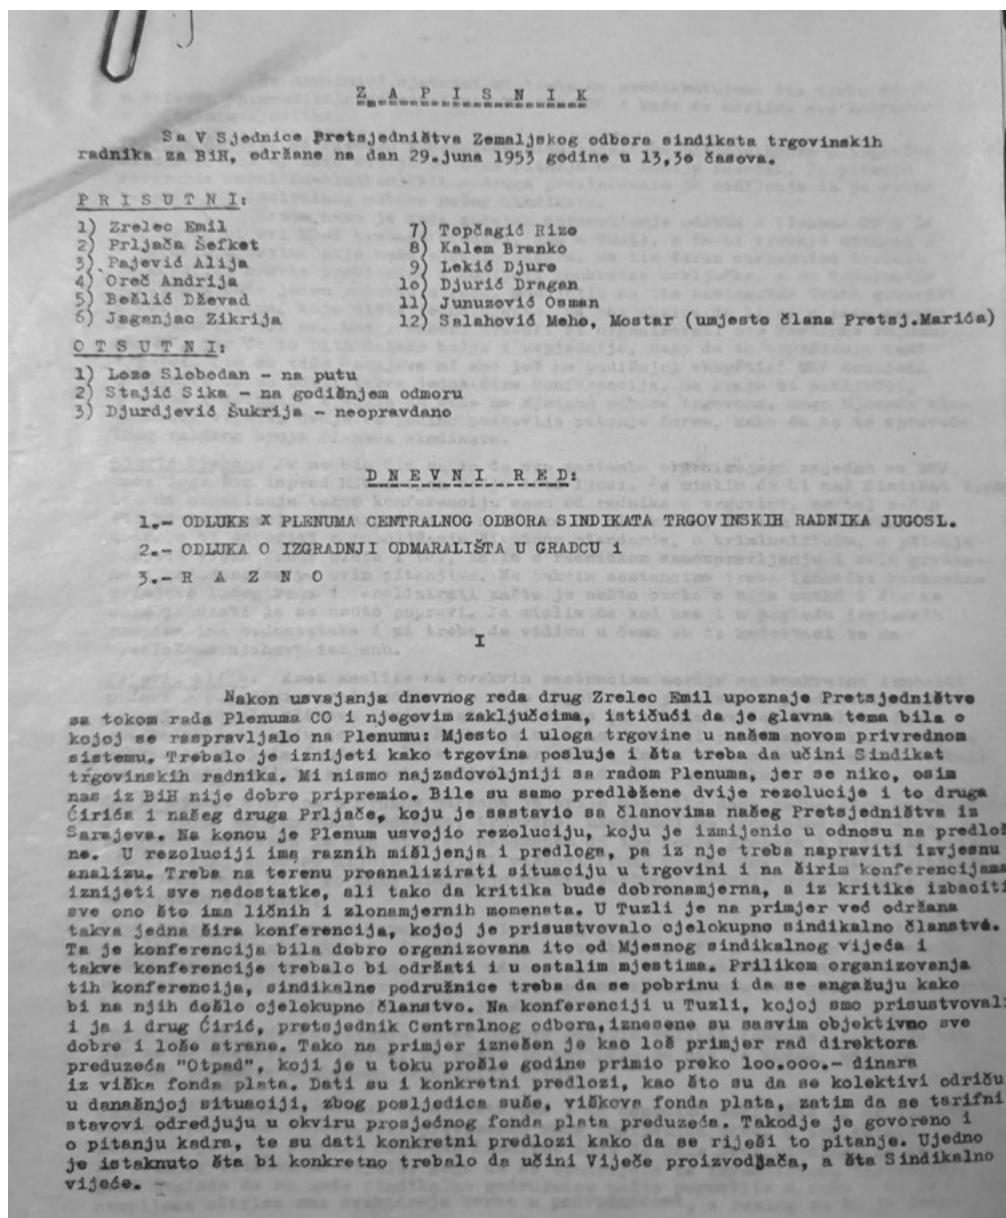 Z A P I S N I K
Sa V Sjednice Pretsjedništva Zemaljskog odbora sindikata trgovinskih
radnika za BiH, održane na dan 29.juna 1953 godine u 13,3o časova.
P R I S U T N I:
1) Zrelec Emil
2) Prljača Šefket
3) Pajević Alija
4) Oreč Andrija
5) Bešlić Dževad
6) Jaganjac Zikrija
7) Topčagić Rizo
8) Kalem Branko
9) Lekić Djuro
1o) Djurić Dragan
11) Junuzović Osman
12) Salahović Meho, Mostar (umjesto člana Pretsj.Marića)
O T S U T N I:
1) Lozo Slobodan - na putu
2) Stajić Sika - na godišnjem odmoru
3) Djurdjević Šukrija - neopravdano
D N E V N I  R E D:
1.- ODLUKE X PLENUMA CENTRALNOG ODBORA SINDIKATA TRGOVINSKIH RADNIKA JUGOSL.
2.- ODLUKA O IZGRADNJI ODMARALIŠTA U GRADCU i
3.- R A Z N O
I
Nakon usvajanja dnevnog reda drug Zrelec Emil upoznaje Pretsjedništvo
sa tokom rada Plenuma CO i njegovim zaključcima, ističući da je glavna tema bila o
kojoj se raspravljalo na Plenumu: Mjesto i uloga trgovine u našem novom privrednom
sistemu. Trebalo je iznijeti kako trgovina posluje i šta treba da učini Sindikat
trgovinskih radnika. Mi nismo najzadovoljniji sa radom Plenuma, jer se niko, osim
nas iz BiH nije dobro pripremio. Bile su samo predložene dvije rezolucije i to druga
Ćirića i našeg druga Prljače, koju je sastavio sa članovima našeg Pretsjedništva iz
Sarajeva. Na koncu je Plenum usvojio rezoluciju, koju je izmijenio u odnosu na predlož
ne. U rezoluciji ima raznih mišljenja i predloga, pa iz nje treba napraviti izvjesnu
analizu. Treba na terenu proanalizirati situaciju u trgovini i na širim konferencijama
iznijeti sve nedostatke, ali tako da kritika bude dobronamjerna, a iz kritike izbaciti
sve ono što ima ličnih i zlonamjernih momenata. U Tuzli je na primjer već održana
takva jedna šira konferencija, kojoj je prisustvovalo cjelokupno sindikalno članstvo.
Ta je konferencija bila dobro organizovana ito od Mjesnog sindikalnog vijeća i
takve konferencije trebalo bi održati i u ostalim mjestima. Prilikom organizovanja
tih konferencija, sindikalne podružnice treba da se pobrinu i da se angažuju kako
bi na njih došlo cjelokupno članstvo. Na konferenciji u Tuzli, kojoj smo prisustvovali
i ja i drug Ćirić, pretsjednik Centralnog odbora,iznesene su sasvim objektivno sve
dobre i loše strane. Tako na primjer iznešen je kao loš primjer rad direktora
preduzeća "Otpad", koji je u toku prošle godine primio preko loo.ooo.- dinara
iz viška fonda plata. Dati su i konkretni predlozi, kao što su da se kolektivi odriču
u današnjoj situaciji, zbog posljedica suše, viškova fonda plata, zatim da se tarifni
stavovi odredjuju u okviru prosječnog fonda plata preduzeća. Takodje je govoreno i
o pitanju kadra, te su dati konkretni predlozi kako da se riješi to pitanje. Ujedno
je istaknuto šta bi konkretno trebalo da učini Viječe proizvodjača, a šta Sindikalno
vijeće. -